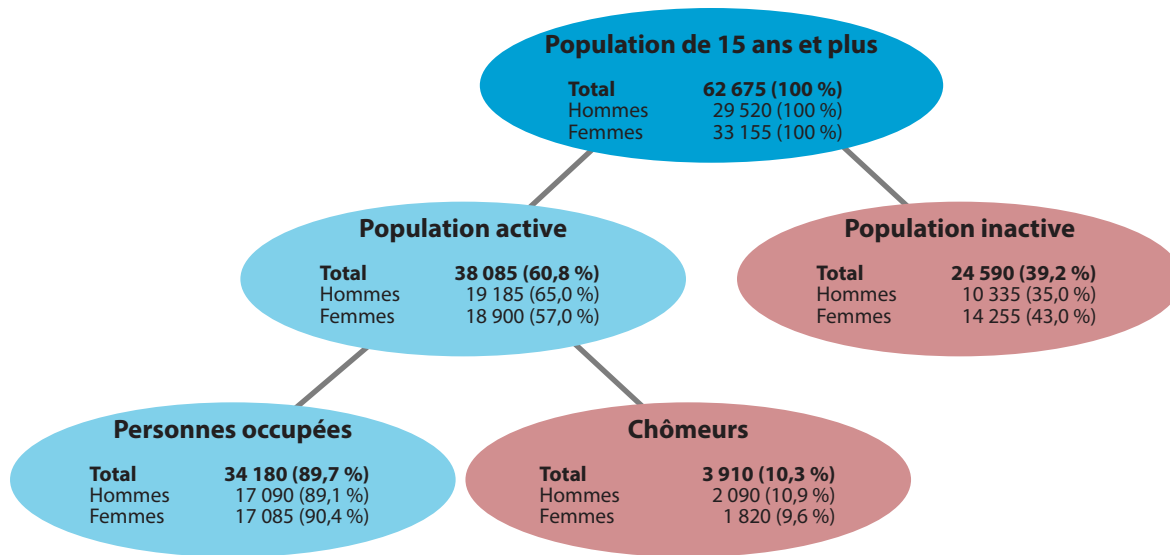 Population de 15 ans et plus
Total 62 675 (100 %)
Hommes 29 520 (100 %)
Femmes 33 155 (100 %)
Population active
Total 38 085 (60,8 %)
Hommes 19 185 (65,0 %)
Femmes 18 900 (57,0 %)
Population inactive
Total 24 590 (39,2 %)
Hommes 10 335 (35,0 %)
Femmes 14 255 (43,0 %)
Personnes occupées
Total 34 180 (89,7 %)
Hommes 17 090 (89,1 %)
Femmes 17 085 (90,4 %)
Chômeurs
Total 3 910 (10,3 %)
Hommes 2 090 (10,9 %)
Femmes 1 820 (9,6 %)